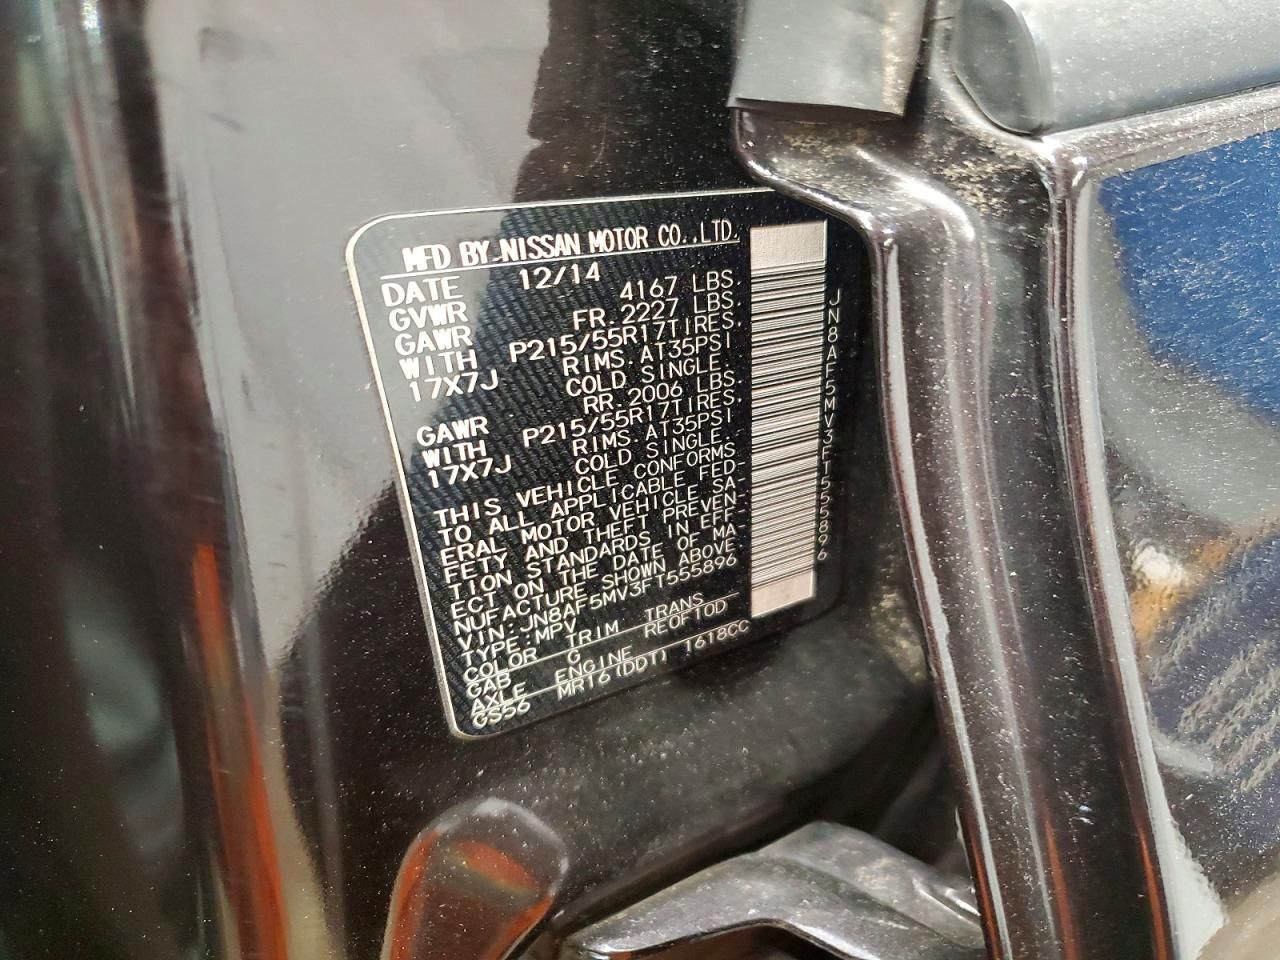 MFD BY.NISSAN MOTOR CO.,LTD.
DATE 12/14
GVWR 4167 LBS.
GAWR FR.2227 LBS.
WITH P215/55R17TIRES.
17X7J RIMS.AT35PSI
COLD SINGLE.
GAWR RR.2006 LBS.
WITH P215/55R17TIRES.
17X7J RIMS.AT35PSI
COLD SINGLE.
THIS VEHICLE CONFORMS
TO ALL APPLICABLE FED-
ERAL MOTOR VEHICLE SA-
FETY AND THEFT PREVEN-
TION STANDARDS IN EFF-
ECT ON THE DATE OF MA-
NUFACTURE SHOWN ABOVE
VIN:JN8AF5MV3FT555896
TYPE:MPV
COLOR TRIM TRANS
GAB G RE0F10D
AXLE ENGINE
GS56 MR16(DDT) 1618CC
JN8AF5MV3FT555896